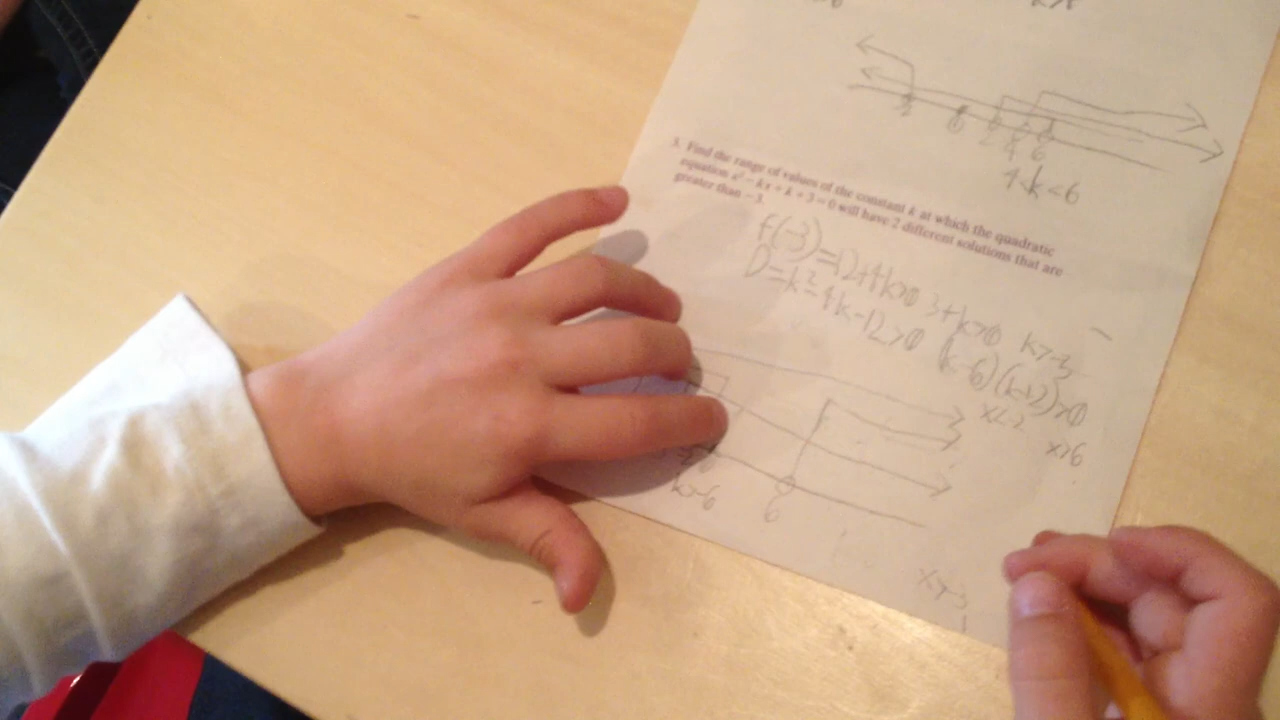 4<k<6
3. Find the range of values of the constant k at which the quadratic
equation x² - kx + k + 3 = 0 will have 2 different solutions that are
greater than -3.
f(-3)=12+4k>0 3+k>0 k>-3
D=k²-4k-12>0 (k-6)(k+2)>0
x<-2 x>6
6
x>-3